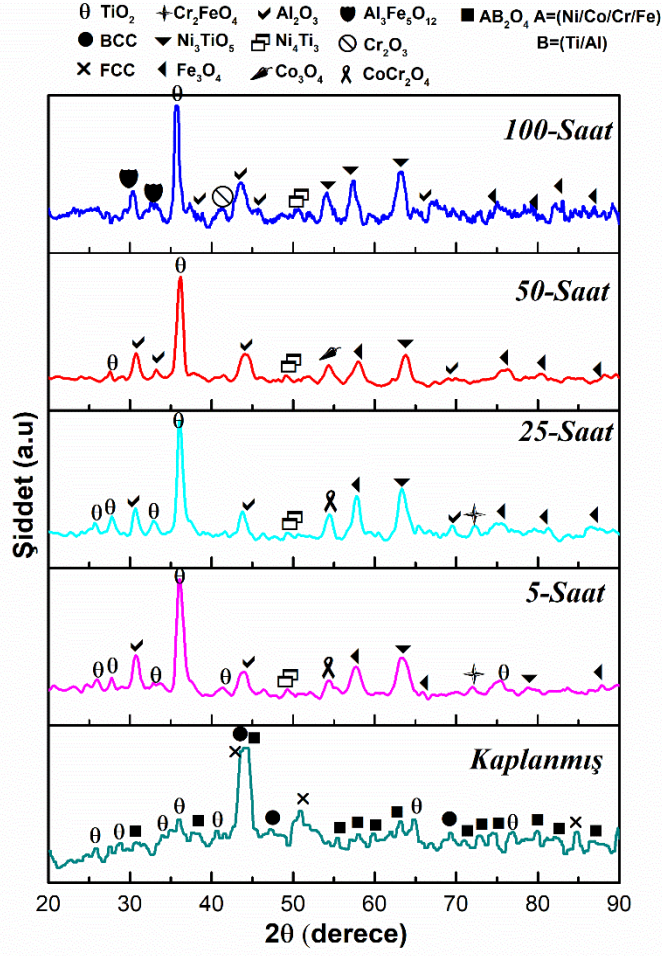 θ TiO₂ Cr₂FeO₄ Al₂O₃ Al₃Fe₅O₁₂ AB₂O₄ A=(Ni/Co/Cr/Fe)
BCC Ni₃TiO₅ Ni₄Ti₃ Cr₂O₃ B=(Ti/Al)
FCC Fe₃O₄ Co₃O₄ CoCr₂O₄
θ
100-Saat
θ
50-Saat
θ
θ
25-Saat
θ θ θ
θ
5-Saat
θ θ θ θ θ
Kaplanmış
θ θ θ θ θ θ θ
Şiddet (a.u)
20 30 40 50 60 70 80 90
2θ (derece)